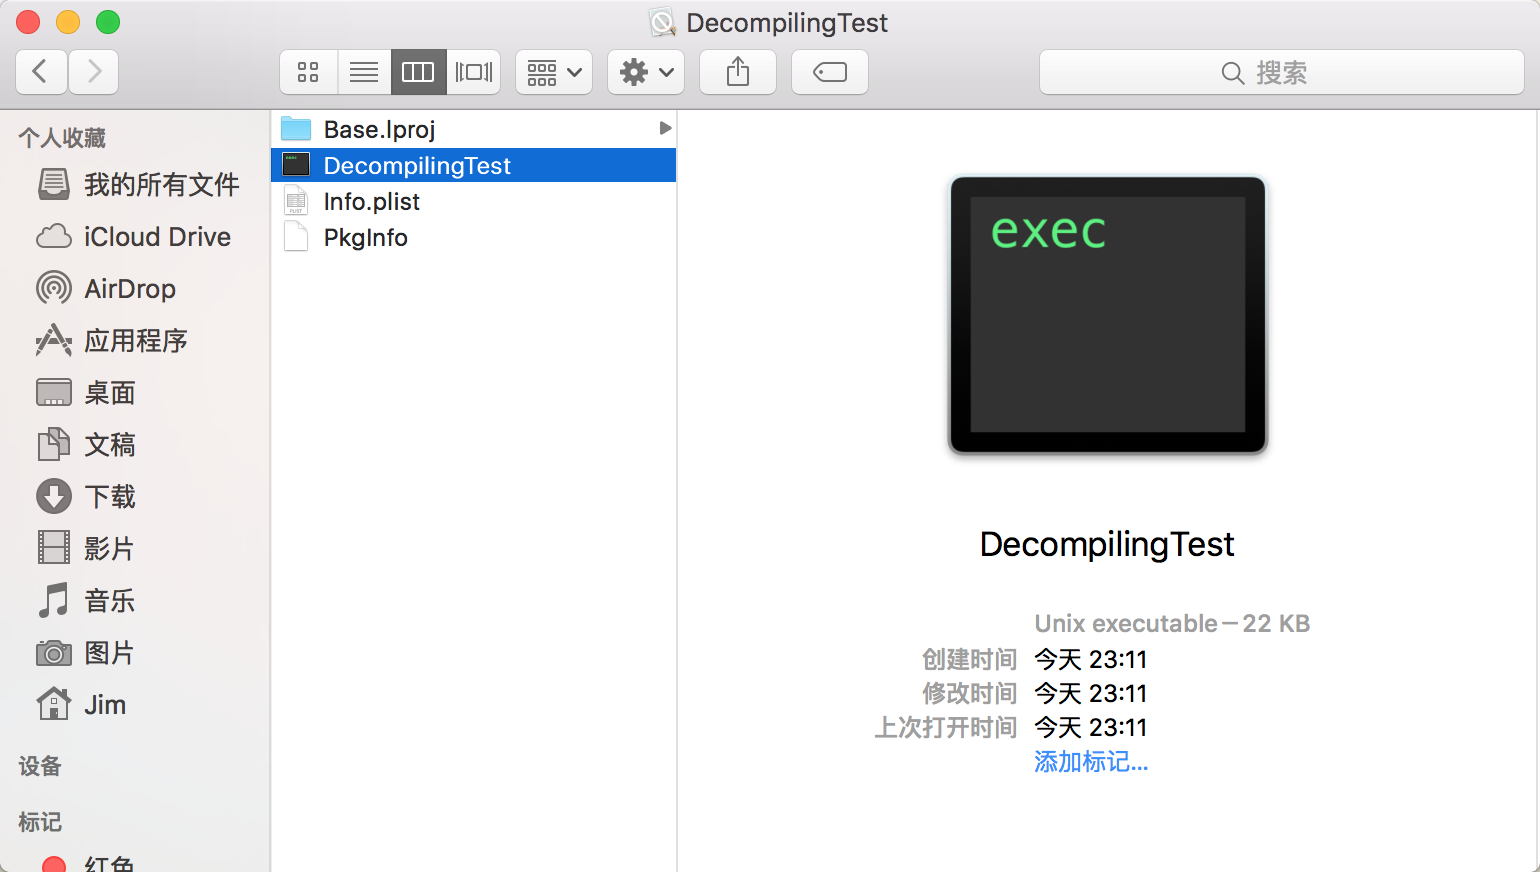 DecompilingTest
搜索
个人收藏
我的所有文件
iCloud Drive
AirDrop
应用程序
桌面
文稿
下载
影片
音乐
图片
Jim
设备
标记
红色
Base.lproj
DecompilingTest
Info.plist
PkgInfo
exec
DecompilingTest
Unix executable — 22 KB
创建时间 今天 23:11
修改时间 今天 23:11
上次打开时间 今天 23:11
添加标记...